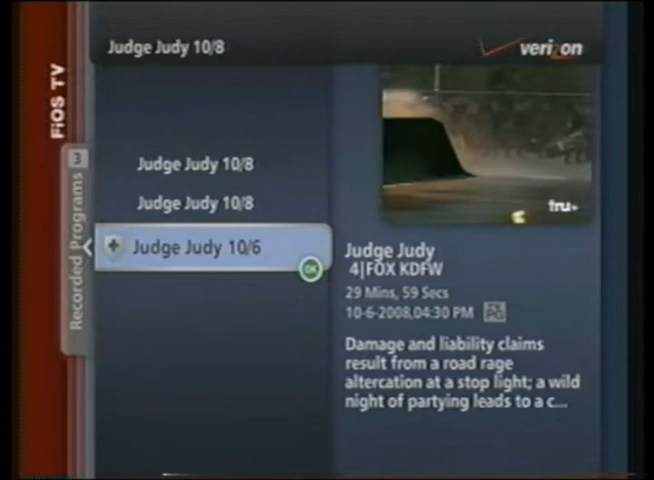 Judge Judy 10/8
verizon
FiOS TV
3
Recorded Programs
Judge Judy 10/8
Judge Judy 10/8
Judge Judy 10/6
OK
tru
Judge Judy
4|FOX KDFW
29 Mins, 59 Secs
10-6-2008,04:30 PM
Damage and liability claims
result from a road rage
altercation at a stop light; a wild
night of partying leads to a c...